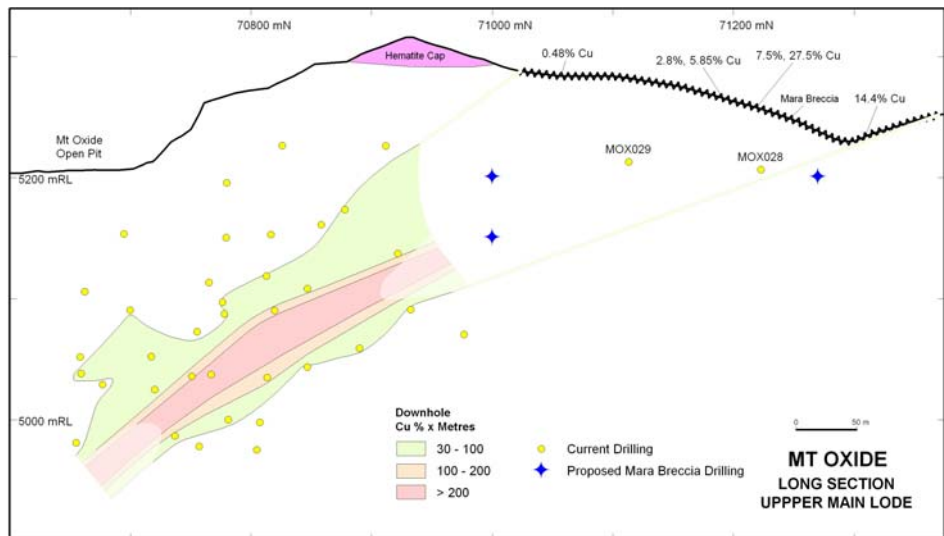 70800 mN
71000 mN
71200 mN
Hematite Cap
0.48% Cu
2.8%, 5.85% Cu
7.5%, 27.5% Cu
Mara Breccia
14.4% Cu
Mt Oxide
Open Pit
MOX029
MOX028
5200 mRL
5000 mRL
Downhole
Cu % x Metres
30 - 100
100 - 200
> 200
Current Drilling
Proposed Mara Breccia Drilling
0 50 m
MT OXIDE
LONG SECTION
UPPPER MAIN LODE